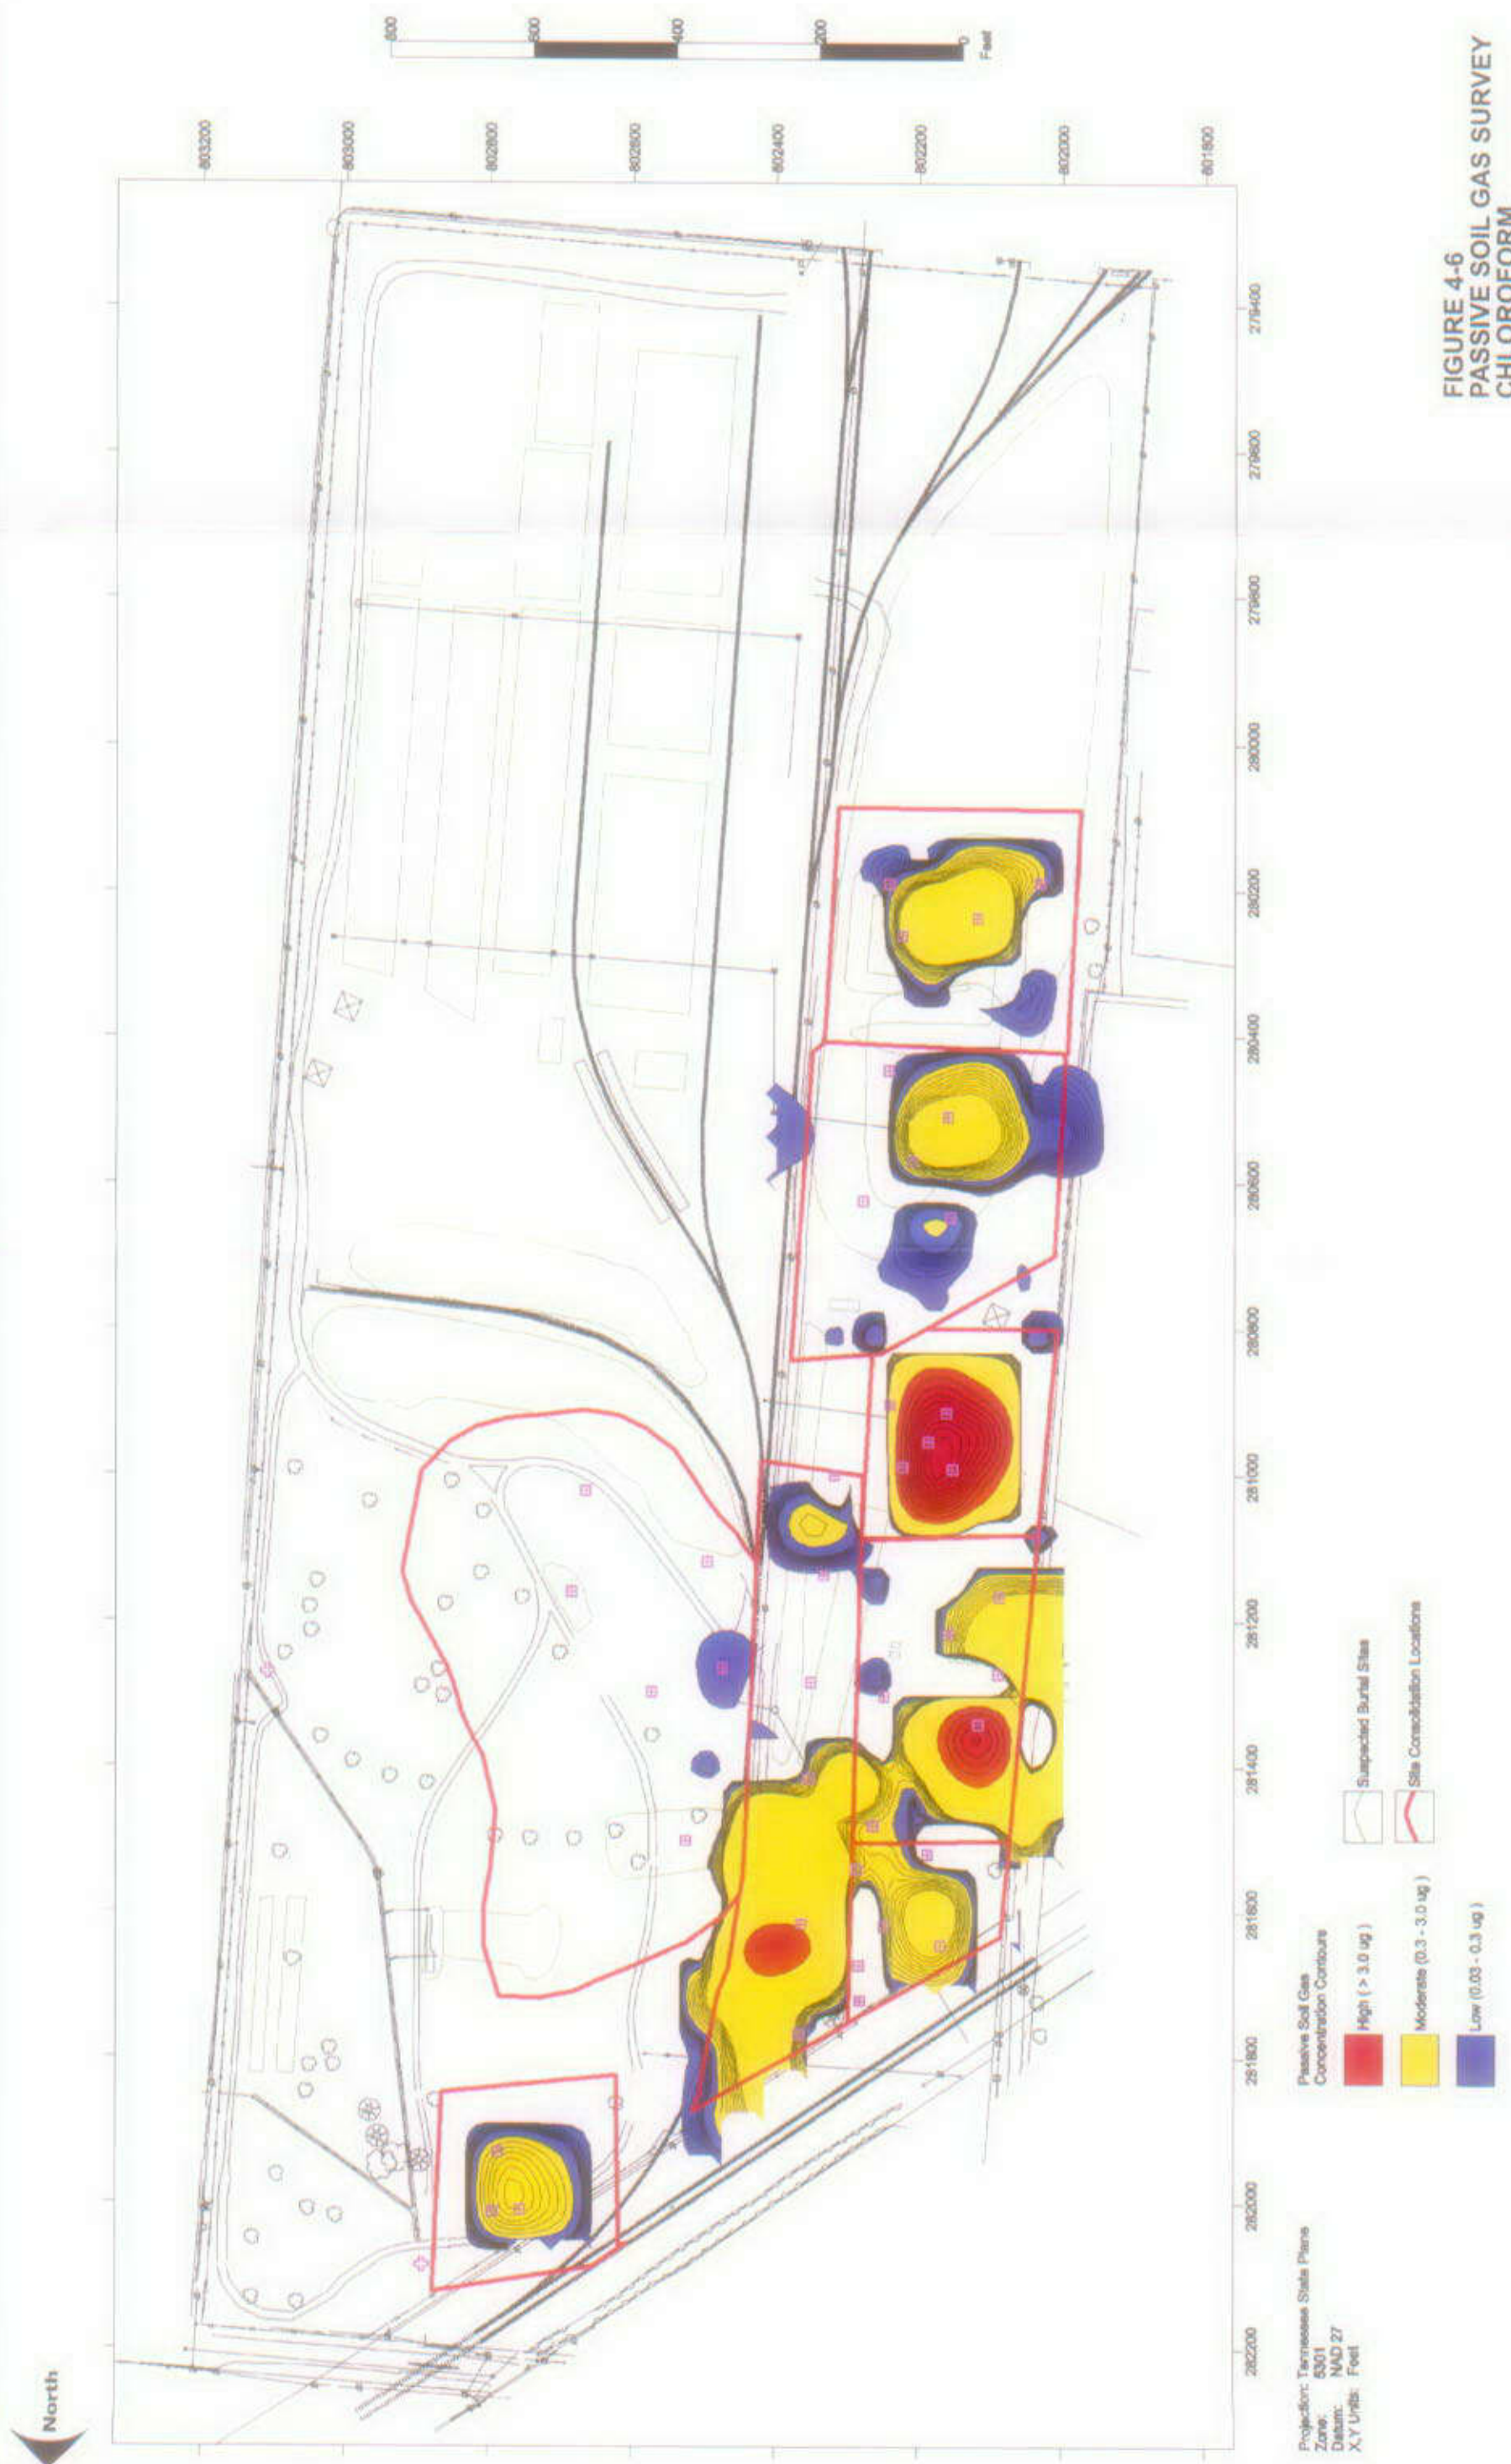 North
803200
803000
802800
802600
802400
802200
802000
801800
800
600
400
200
0
Feet
282200
282000
281800
281600
281400
281200
281000
280800
280600
280400
280200
280000
279800
279600
279400
Projection: Tennessee State Plane
Zone: 5301
Datum: NAD 27
X,Y Units: Feet
Passive Soil Gas
Concentration Contours
High ( > 3.0 ug )
Moderate (0.3 - 3.0 ug )
Low (0.03 - 0.3 ug )
Suspected Burial Sites
Site Consolidation Locations
FIGURE 4-6
PASSIVE SOIL GAS SURVEY
CHLOROFORM